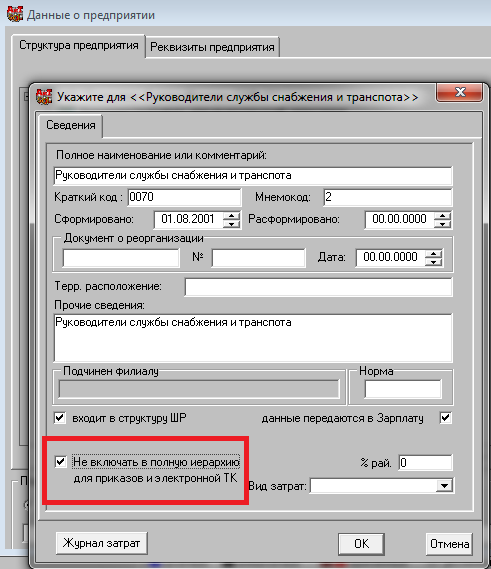 Данные о предприятии
Структура предприятия Реквизиты предприятия
Укажите для <<Руководители службы снабжения и транспота>>
Сведения
Полное наименование или комментарий:
Руководители службы снабжения и транспота
Краткий код : 0070 Мнемокод: 2
Сформировано: 01.08.2001 Расформировано: 00.00.0000
Документ о реорганизации
№ Дата: 00.00.0000
Терр. расположение:
Прочие сведения:
Руководители службы снабжения и транспота
Подчинен филиалу Норма
входит в структуру ШР данные передаются в Зарплату
Не включать в полную иерархию
для приказов и электронной ТК
% рай. 0
Вид затрат:
Журнал затрат OK Отмена